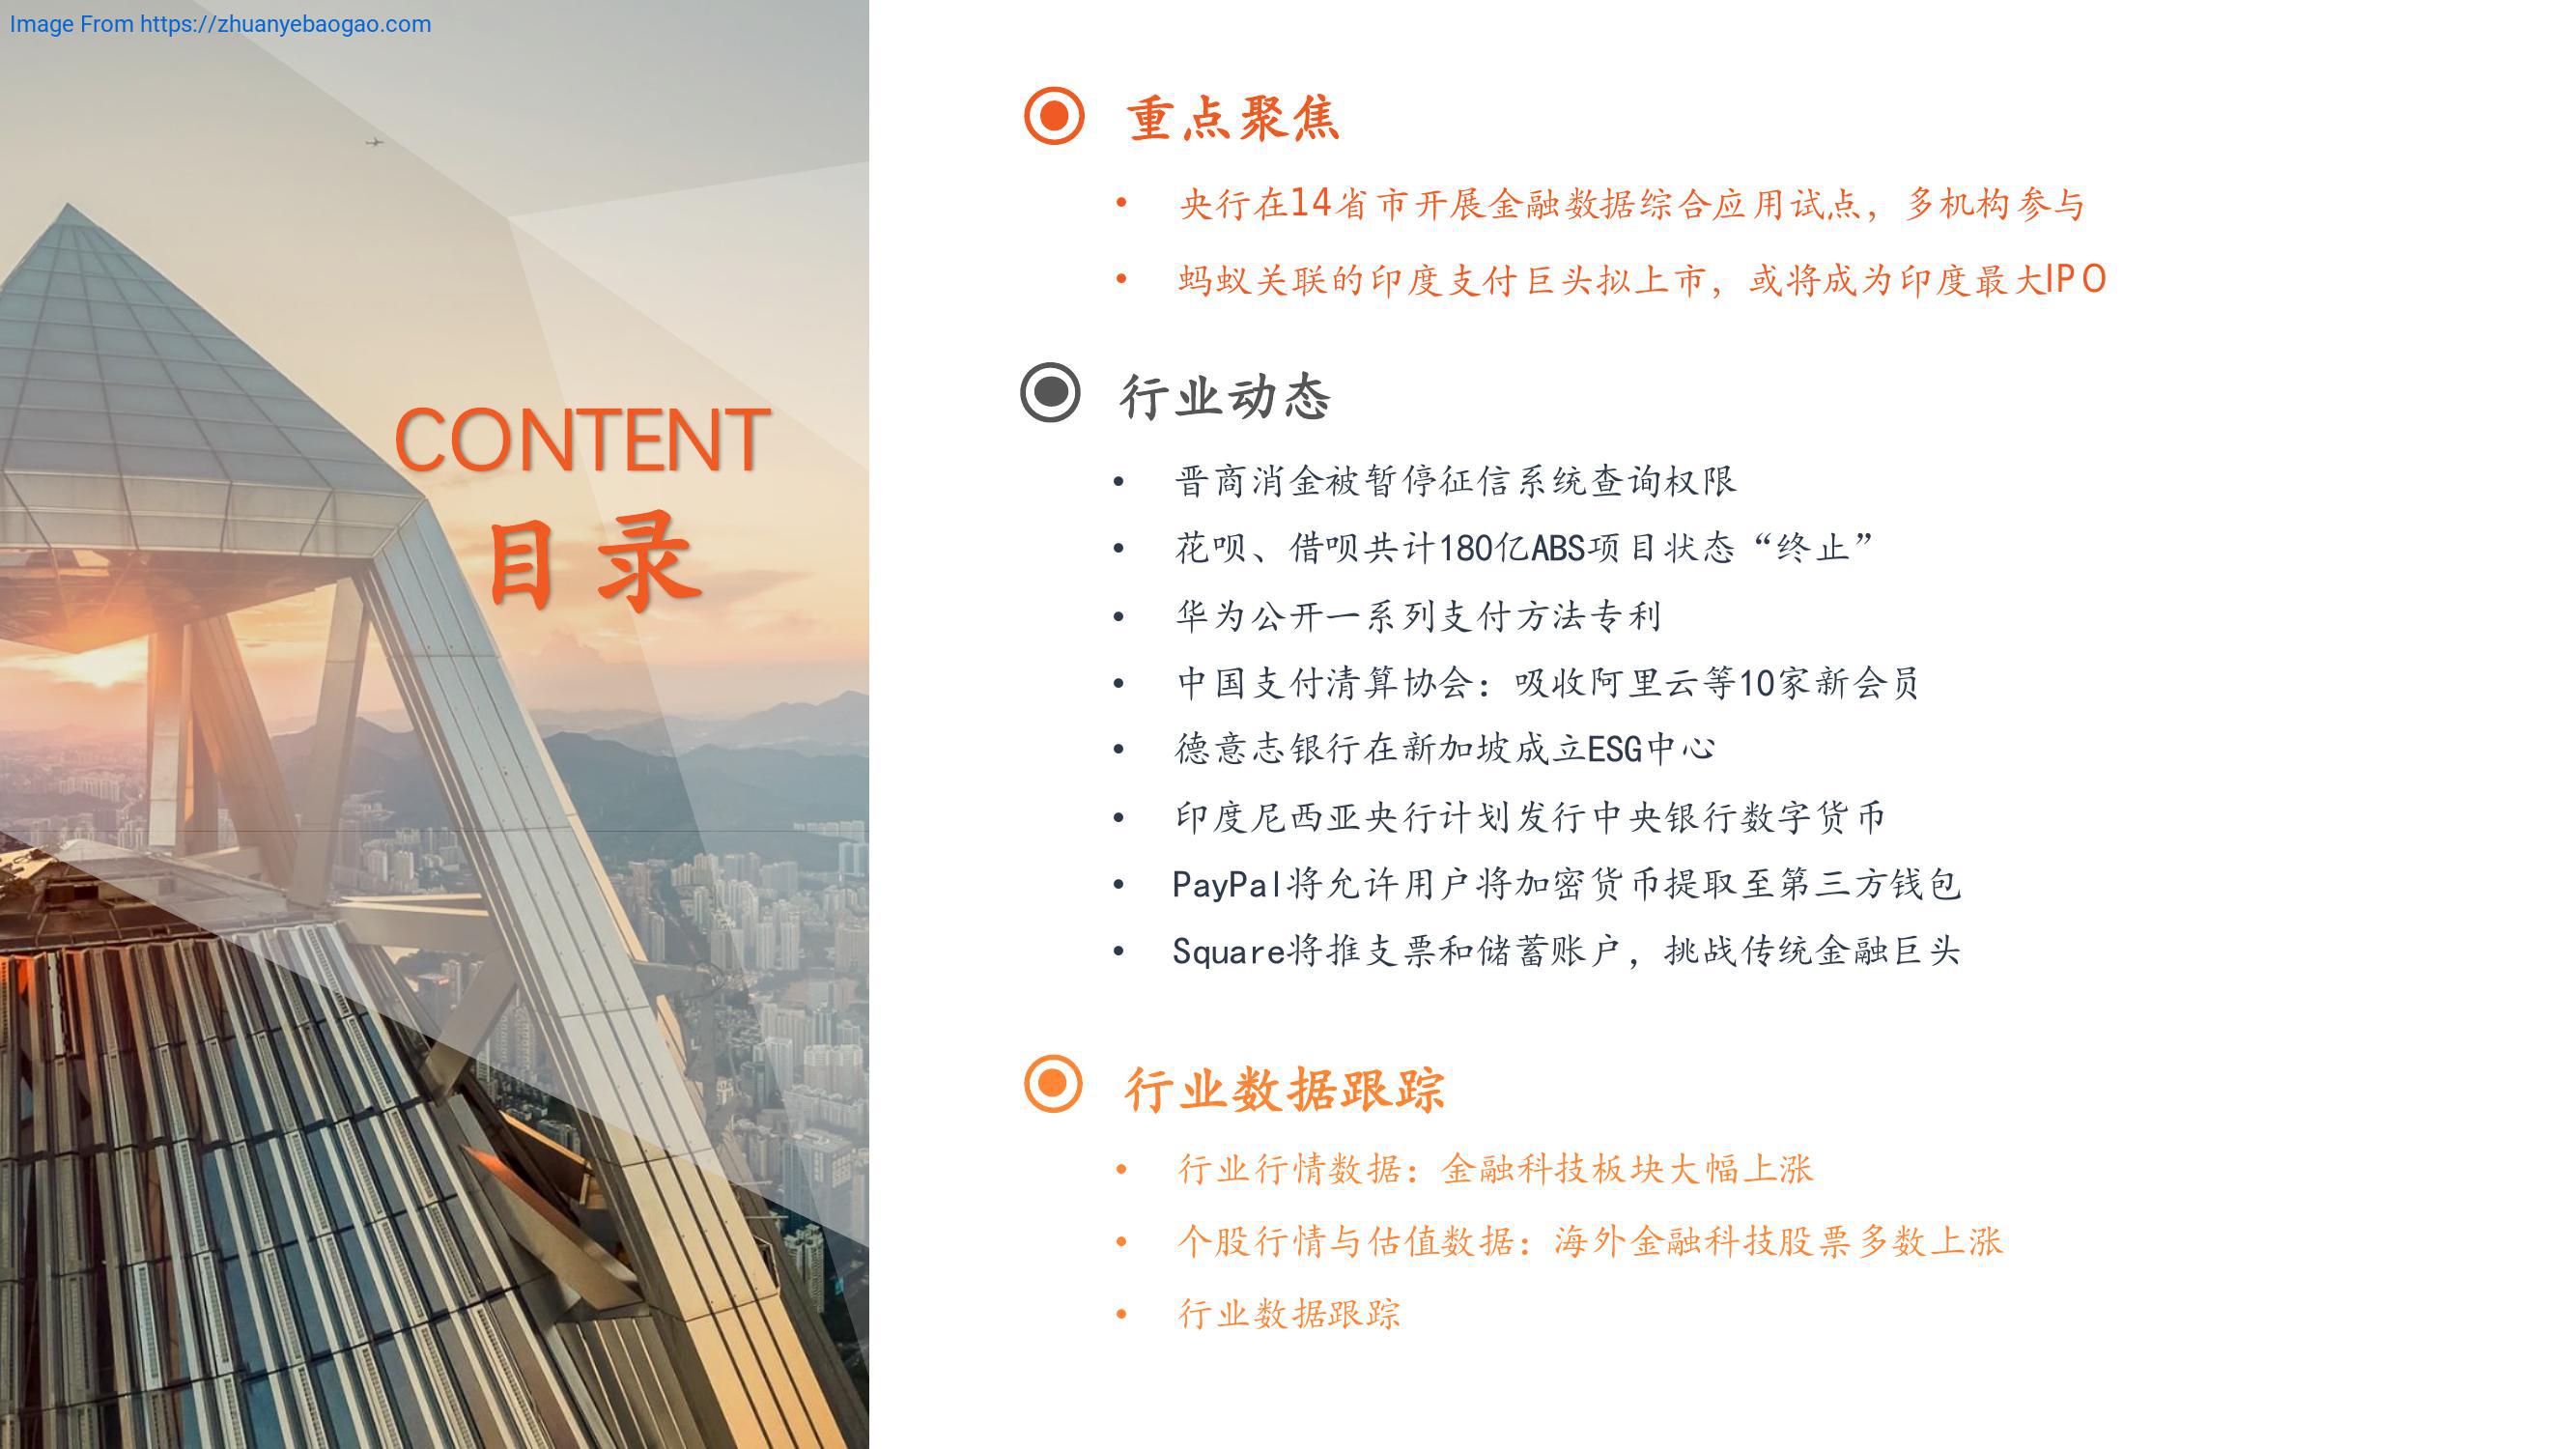 Image From https://zhuanyebaogao.com
CONTENT
目录
重点聚焦
• 央行在14省市开展金融数据综合应用试点，多机构参与
• 蚂蚁关联的印度支付巨头拟上市，或将成为印度最大IPO
行业动态
• 晋商消金被暂停征信系统查询权限
• 花呗、借呗共计180亿ABS项目状态“终止”
• 华为公开一系列支付方法专利
• 中国支付清算协会：吸收阿里云等10家新会员
• 德意志银行在新加坡成立ESG中心
• 印度尼西亚央行计划发行中央银行数字货币
• PayPal将允许用户将加密货币提取至第三方钱包
• Square将推支票和储蓄账户，挑战传统金融巨头
行业数据跟踪
• 行业行情数据：金融科技板块大幅上涨
• 个股行情与估值数据：海外金融科技股票多数上涨
• 行业数据跟踪